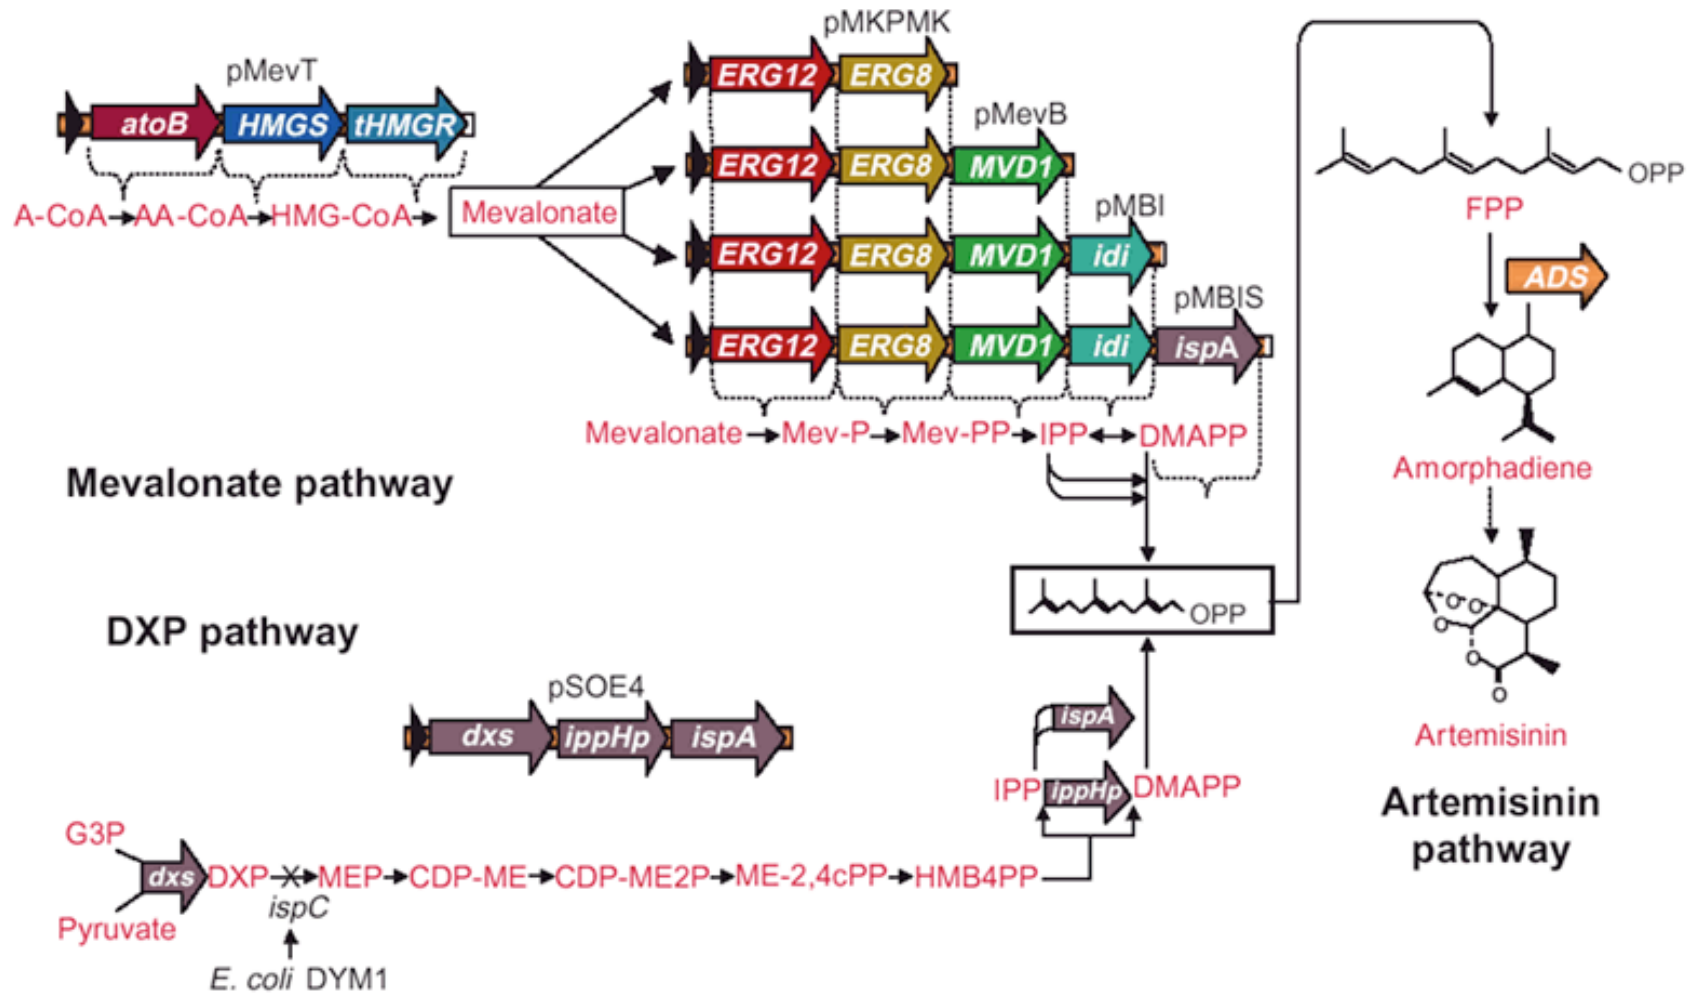 pMevT
atoB HMGS tHMGR
A-CoA AA-CoA HMG-CoA
Mevalonate
pMKPMK
ERG12 ERG8
pMevB
ERG12 ERG8 MVD1
pMBI
ERG12 ERG8 MVD1 idi
pMBIS
ERG12 ERG8 MVD1 idi ispA
Mevalonate Mev-P Mev-PP IPP DMAPP
Mevalonate pathway
OPP
DXP pathway
pSOE4
dxs ippHp ispA
ispA
IPP ippHp DMAPP
G3P
dxs DXP X MEP CDP-ME CDP-ME2P ME-2,4cPP HMB4PP
Pyruvate
ispC
E. coli DYM1
OPP
FPP
ADS
Amorphadiene
O O
O
O
O
Artemisinin
Artemisinin
pathway